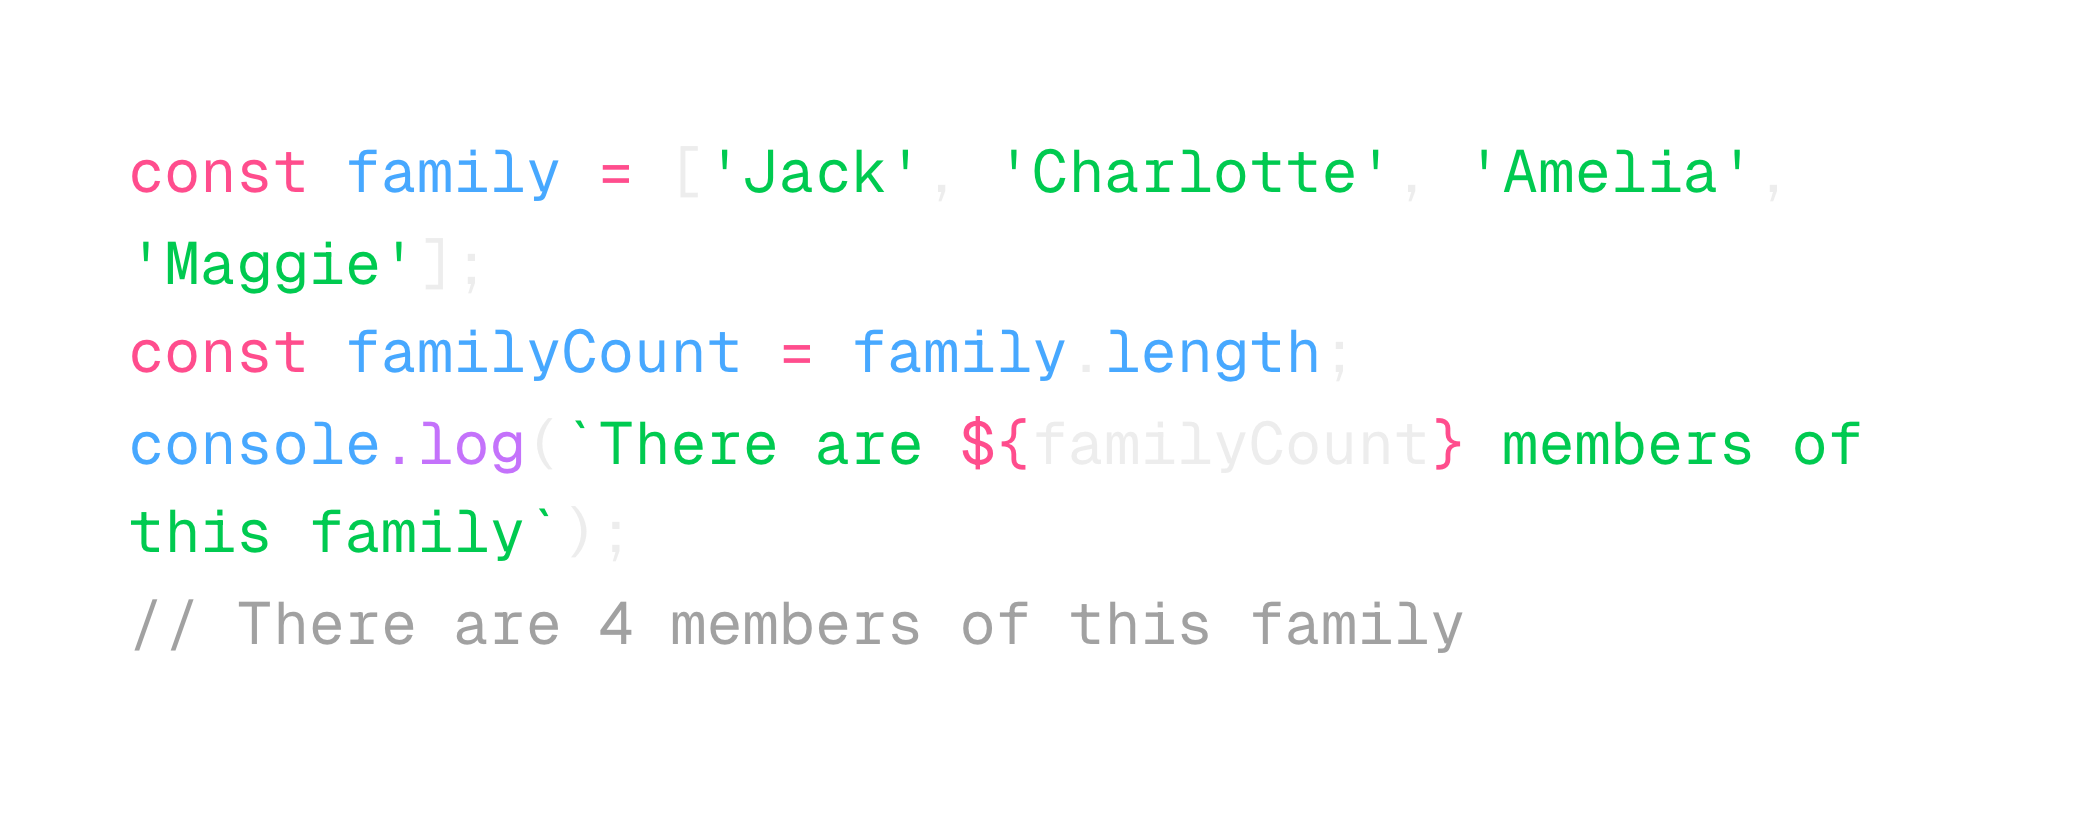 const family = ['Jack', 'Charlotte', 'Amelia',
'Maggie'];
const familyCount = family.length;
console.log(`There are ${familyCount} members of
this family`);
// There are 4 members of this family